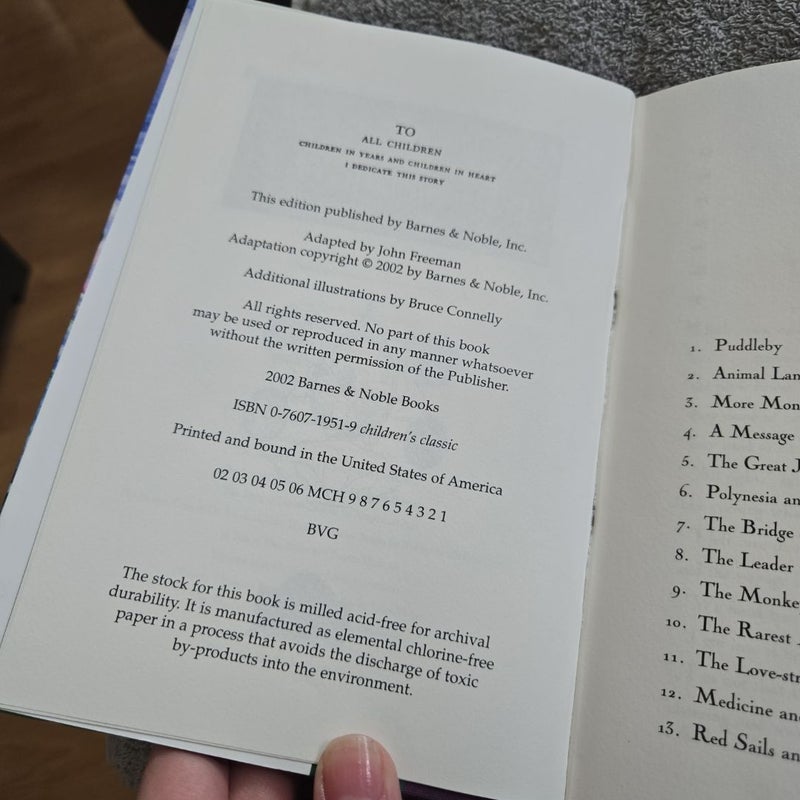 TO
ALL CHILDREN
CHILDREN IN YEARS AND CHILDREN IN HEART
I DEDICATE THIS STORY
This edition published by Barnes & Noble, Inc.
Adapted by John Freeman
Adaptation copyright © 2002 by Barnes & Noble, Inc.
Additional illustrations by Bruce Connelly
All rights reserved. No part of this book
may be used or reproduced in any manner whatsoever
without the written permission of the Publisher.
2002 Barnes & Noble Books
ISBN 0-7607-1951-9 children's classic
Printed and bound in the United States of America
02 03 04 05 06 MCH 9 8 7 6 5 4 3 2 1
BVG
The stock for this book is milled acid-free for archival
durability. It is manufactured as elemental chlorine-free
paper in a process that avoids the discharge of toxic
by-products into the environment.
1. Puddleby
2. Animal Lan
3. More Mon
4. A Message
5. The Great J
6. Polynesia an
7. The Bridge
8. The Leader
9. The Monke
10. The Rarest
11. The Love-str
12. Medicine and
13. Red Sails an